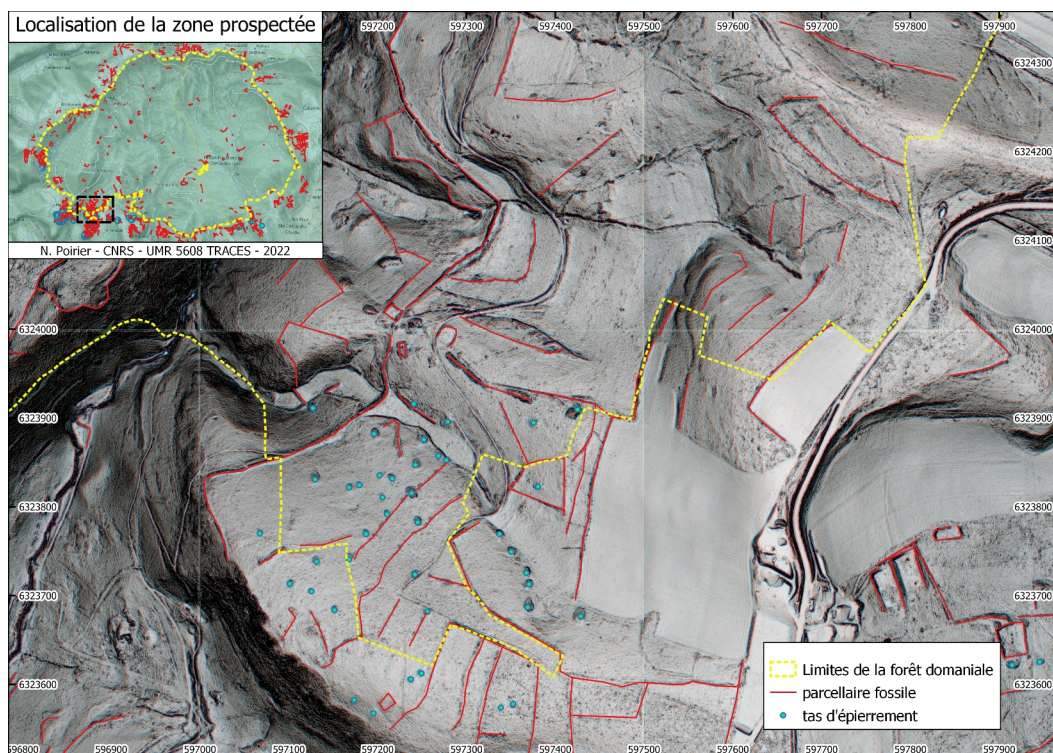 Localisation de la zone prospectée
N. Poirier - CNRS - UMR 5608 TRACES - 2022
597200 597300 597400 597500 597600 597700 597800 597900
6324300
6324200
6324100
6324000 6324000
6323900 6323900
6323800 6323800
6323700 6323700
6323600 6323600
Limites de la forêt domaniale
parcellaire fossile
tas d'épierrement
596800 596900 597000 597100 597200 597300 597400 597500 597600 597700 597800 597900